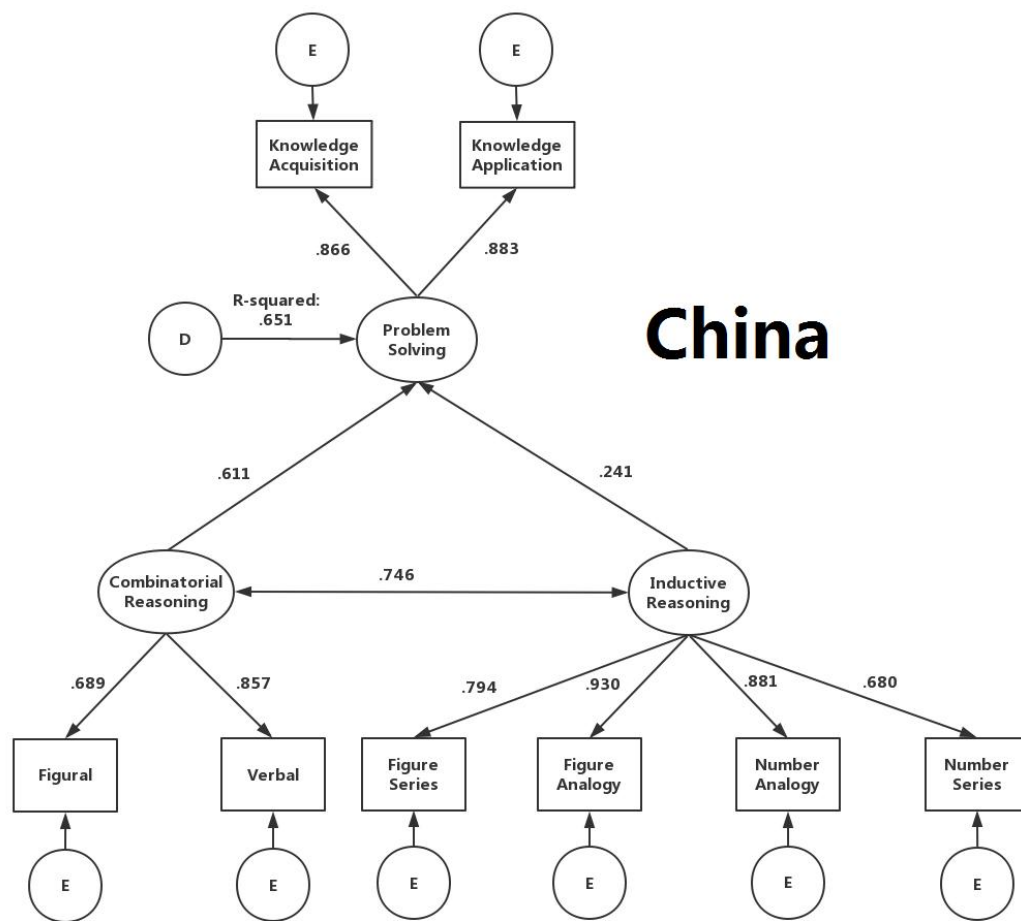 E
E
Knowledge
Acquisition
Knowledge
Application
.866
.883
R-squared:
.651
D
Problem
Solving
China
.611
.241
Combinatorial
Reasoning
.746
Inductive
Reasoning
.689
.857
.794
.930
.881
.680
Figural
Verbal
Figure
Series
Figure
Analogy
Number
Analogy
Number
Series
E
E
E
E
E
E